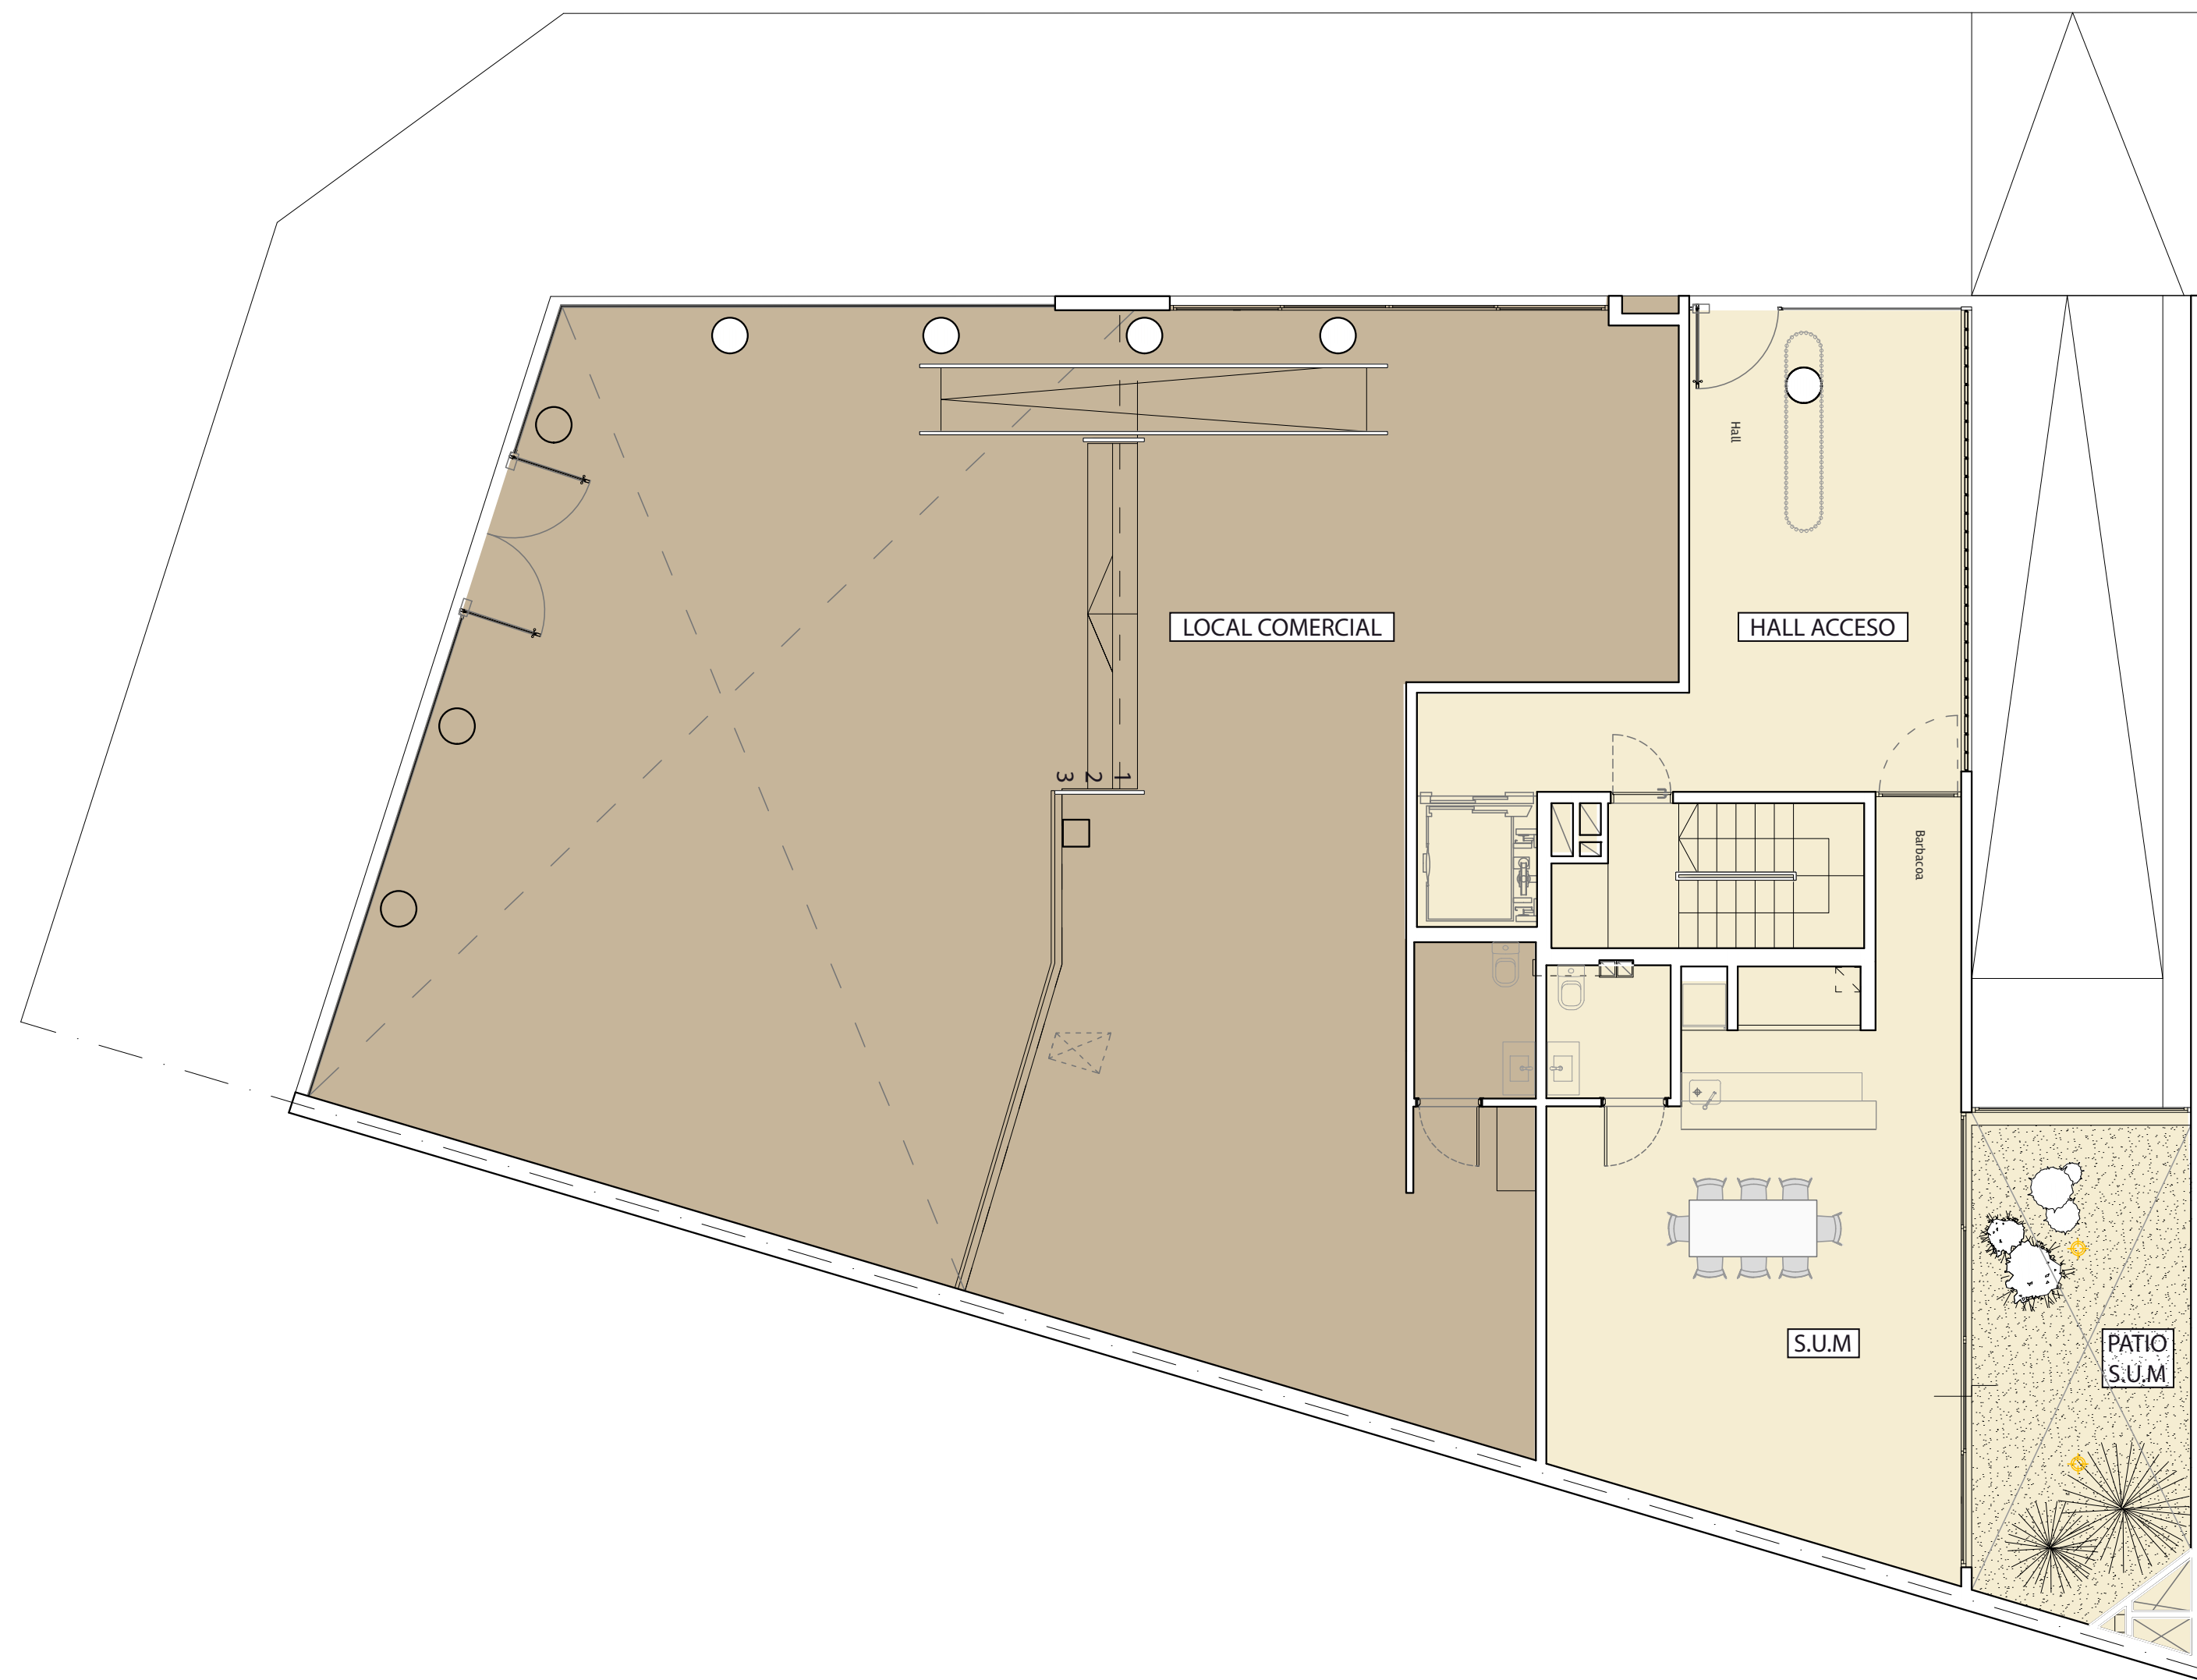 Hall
LOCAL COMERCIAL
HALL ACCESO
3 2 1
Barbacoa
S.U.M
PATIO
S.U.M